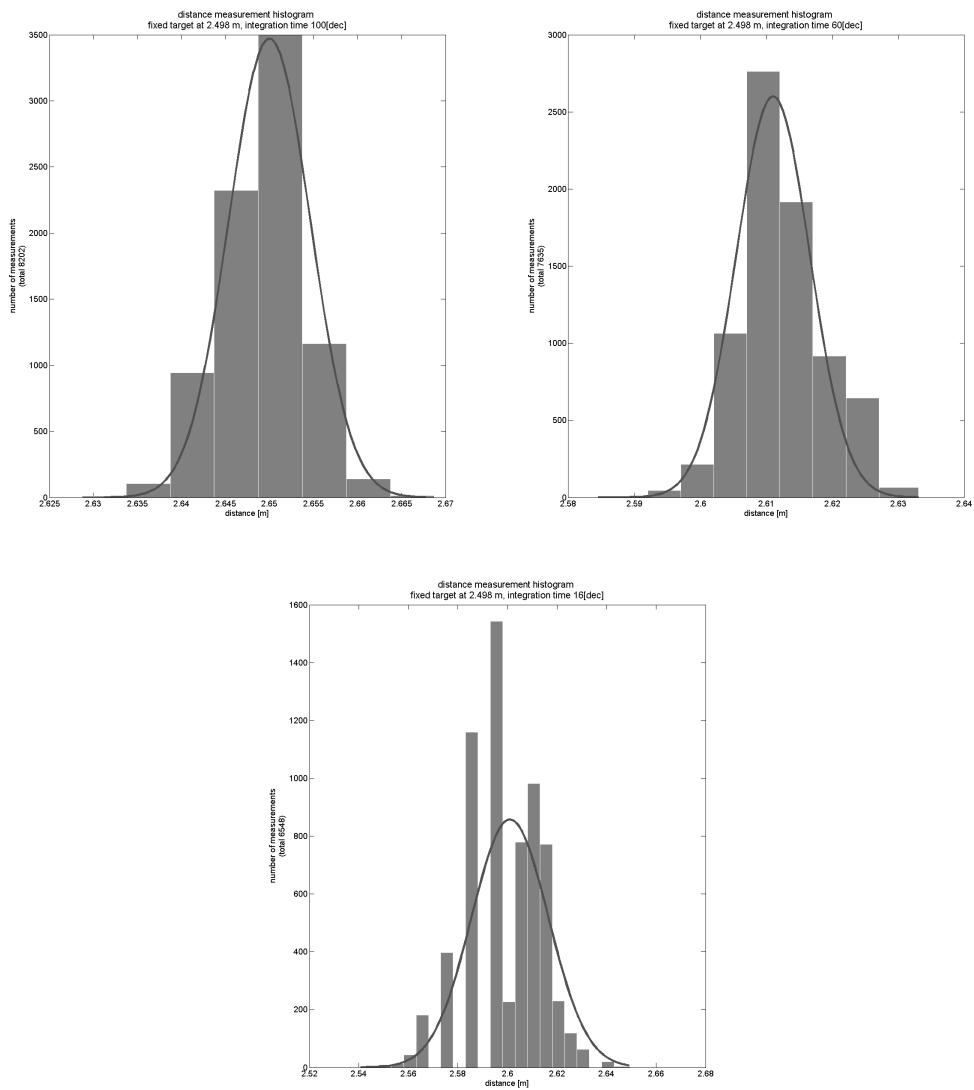 distance measurement histogram
fixed target at 2.498 m, integration time 100[dec]
3500
3000
2500
2000
1500
1000
500
0
number of measurements
(total 8202)
2.625 2.63 2.635 2.64 2.645 2.65 2.655 2.66 2.665 2.67
distance [m]
distance measurement histogram
fixed target at 2.498 m, integration time 60[dec]
3000
2500
2000
1500
1000
500
0
number of measurements
(total 7635)
2.58 2.59 2.6 2.61 2.62 2.63 2.64
distance [m]
distance measurement histogram
fixed target at 2.498 m, integration time 16[dec]
1600
1400
1200
1000
800
600
400
200
0
number of measurements
(total 6548)
2.52 2.54 2.56 2.58 2.6 2.62 2.64 2.66 2.68
distance [m]